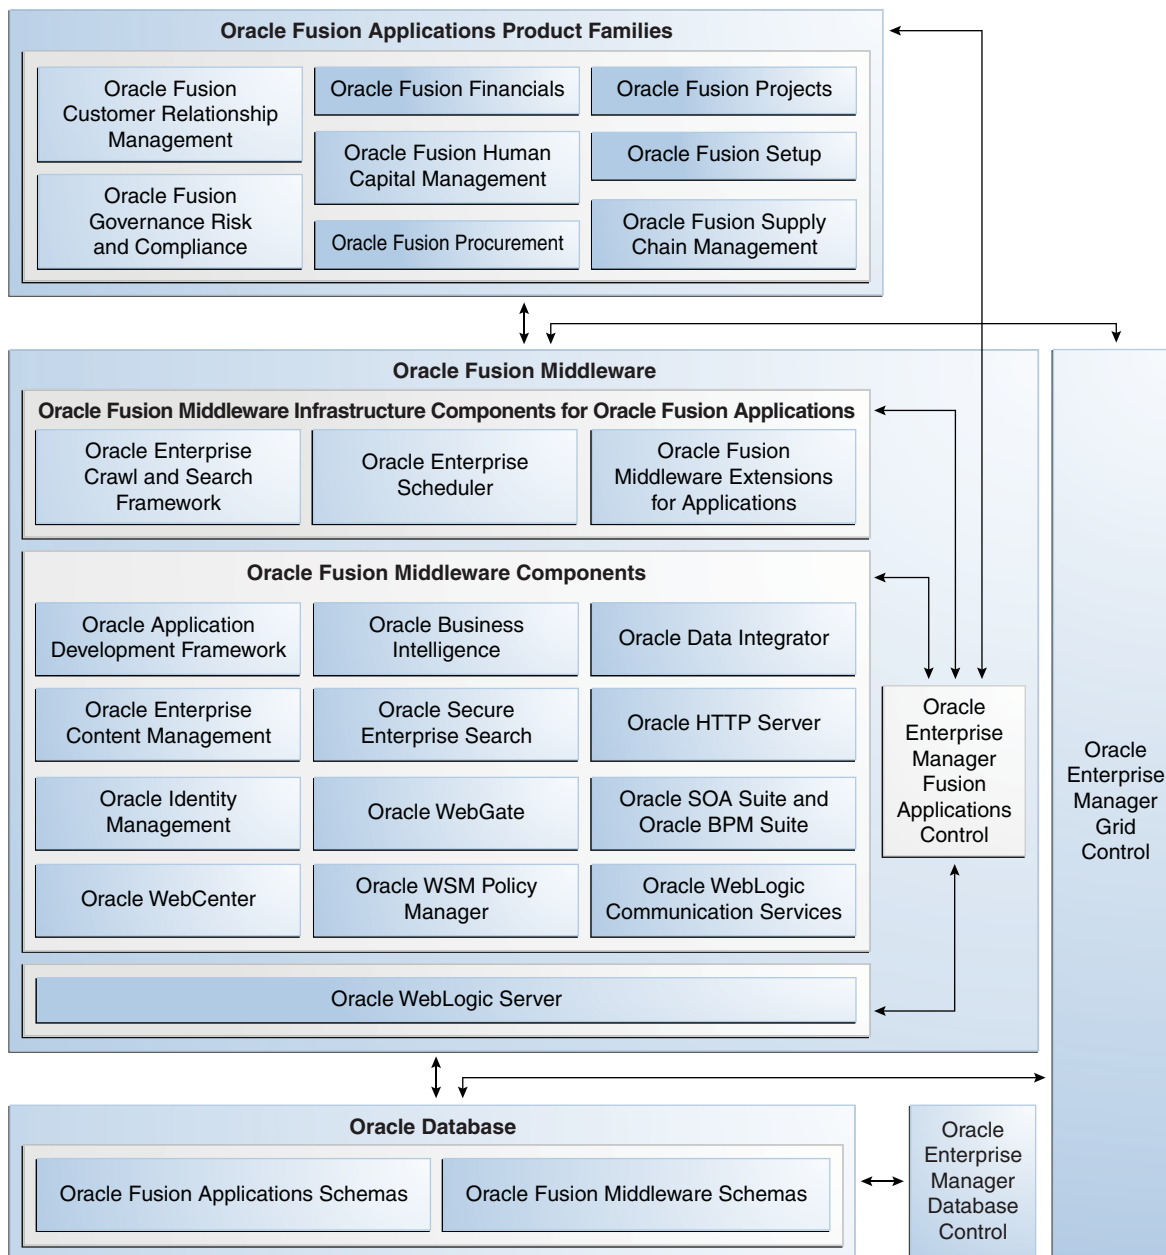 Oracle Fusion Applications Product Families
Oracle Fusion
Customer Relationship
Management
Oracle Fusion
Governance Risk
and Compliance
Oracle Fusion Financials
Oracle Fusion Human
Capital Management
Oracle Fusion Procurement
Oracle Fusion Projects
Oracle Fusion Setup
Oracle Fusion Supply
Chain Management
Oracle Fusion Middleware
Oracle Fusion Middleware Infrastructure Components for Oracle Fusion Applications
Oracle Enterprise
Crawl and Search
Framework
Oracle Enterprise
Scheduler
Oracle Fusion
Middleware Extensions
for Applications
Oracle Fusion Middleware Components
Oracle Application
Development Framework
Oracle Business
Intelligence
Oracle Data Integrator
Oracle Enterprise
Content Management
Oracle Secure
Enterprise Search
Oracle HTTP Server
Oracle Identity
Management
Oracle WebGate
Oracle SOA Suite and
Oracle BPM Suite
Oracle WebCenter
Oracle WSM Policy
Manager
Oracle WebLogic
Communication Services
Oracle WebLogic Server
Oracle
Enterprise
Manager
Fusion
Applications
Control
Oracle
Enterprise
Manager
Grid
Control
Oracle Database
Oracle Fusion Applications Schemas
Oracle Fusion Middleware Schemas
Oracle
Enterprise
Manager
Database
Control